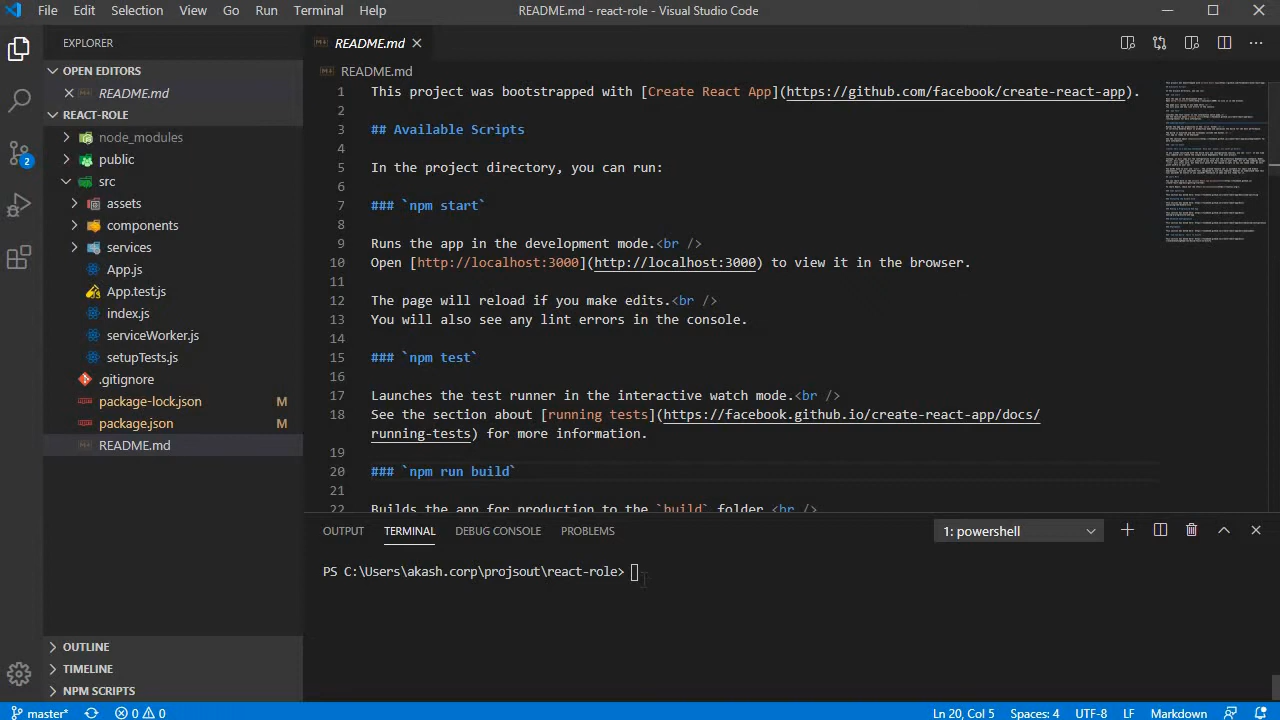 File Edit Selection View Go Run Terminal Help README.md - react-role - Visual Studio Code
EXPLORER
OPEN EDITORS
README.md
REACT-ROLE
node_modules
public
src
assets
components
services
App.js
App.test.js
index.js
serviceWorker.js
setupTests.js
.gitignore
package-lock.json M
package.json M
README.md
OUTLINE
TIMELINE
NPM SCRIPTS
2
README.md
README.md
1 This project was bootstrapped with [Create React App](https://github.com/facebook/create-react-app).
2
3 ## Available Scripts
4
5 In the project directory, you can run:
6
7 ### `npm start`
8
9 Runs the app in the development mode.<br />
10 Open [http://localhost:3000](http://localhost:3000) to view it in the browser.
11
12 The page will reload if you make edits.<br />
13 You will also see any lint errors in the console.
14
15 ### `npm test`
16
17 Launches the test runner in the interactive watch mode.<br />
18 See the section about [running tests](https://facebook.github.io/create-react-app/docs/
running-tests) for more information.
19
20 ### `npm run build`
21
22 Builds the app for production to the `build` folder.<br />
OUTPUT TERMINAL DEBUG CONSOLE PROBLEMS 1: powershell
PS C:\Users\akash.corp\projsout\react-role>
master* 0 0 Ln 20, Col 5 Spaces: 4 UTF-8 LF Markdown